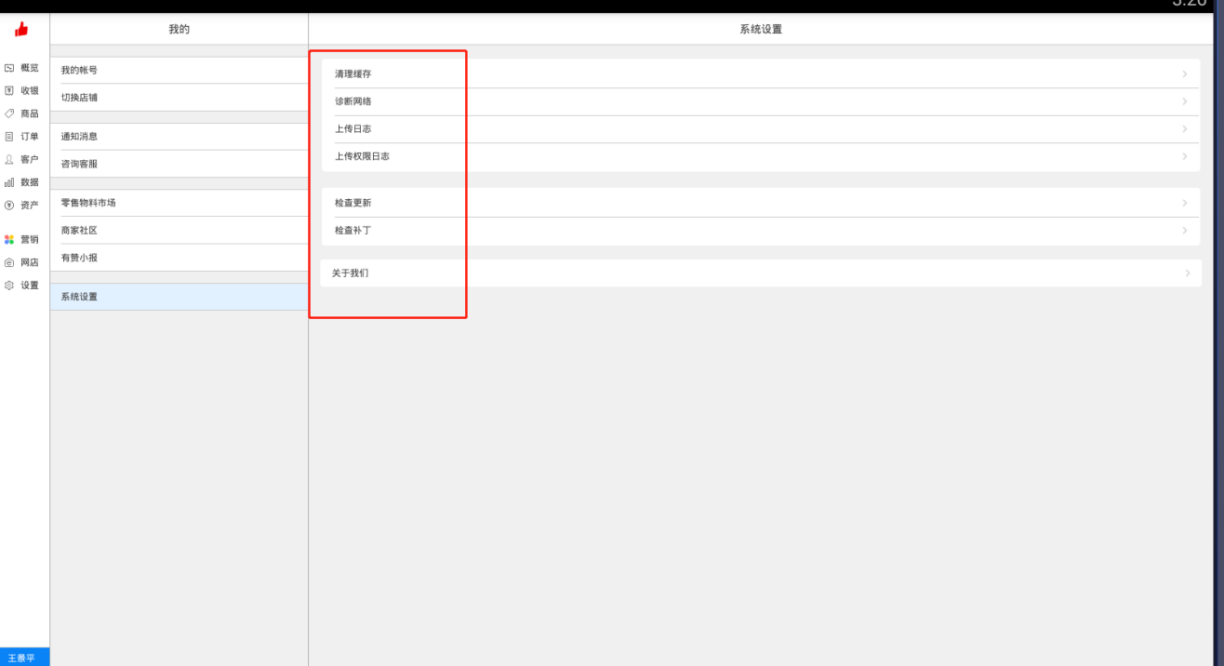 我的
系统设置
概览
收银
商品
订单
客户
数据
资产
营销
网店
设置
王景平
我的帐号
切换店铺
通知消息
咨询客服
零售物料市场
商家社区
有赞小报
系统设置
清理缓存
诊断网络
上传日志
上传权限日志
检查更新
检查补丁
关于我们